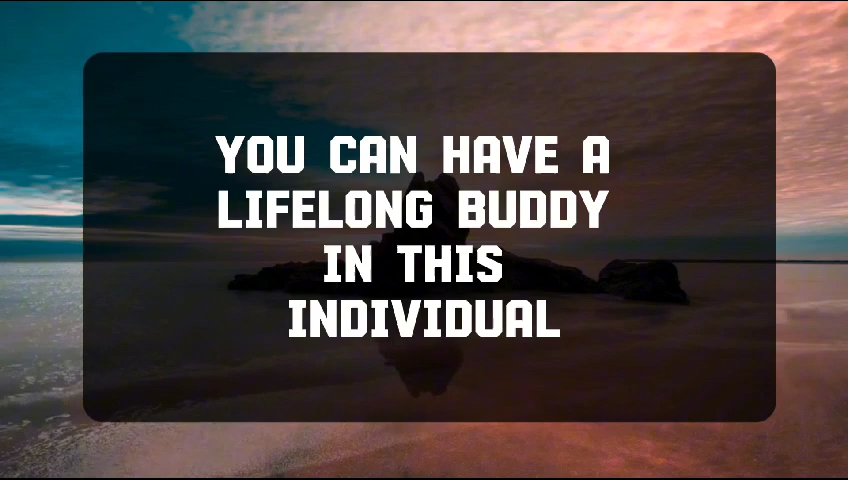 YOU CAN HAVE A
LIFELONG BUDDY
IN THIS
INDIVIDUAL